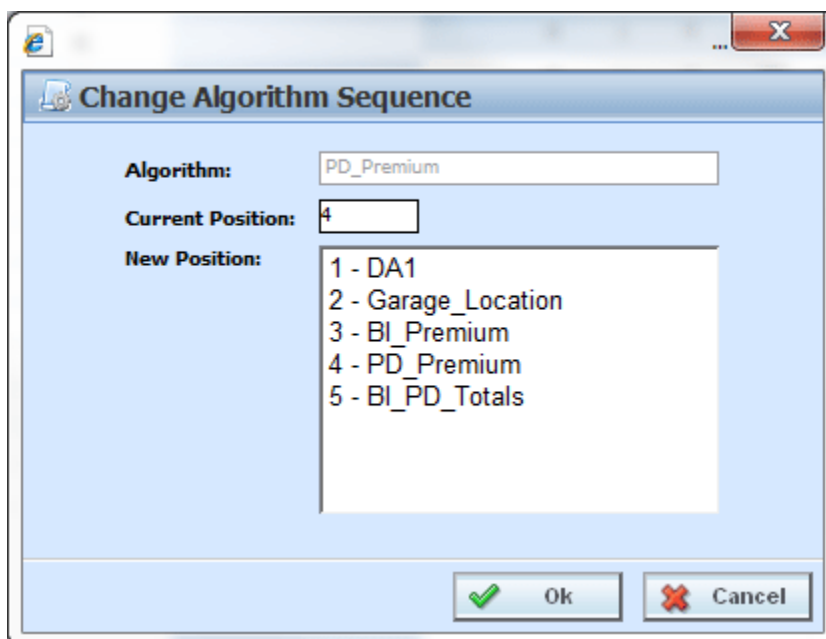 ...
Change Algorithm Sequence
Algorithm: PD_Premium
Current Position: 4
New Position:
1 - DA1
2 - Garage_Location
3 - BI_Premium
4 - PD_Premium
5 - BI_PD_Totals
Ok Cancel